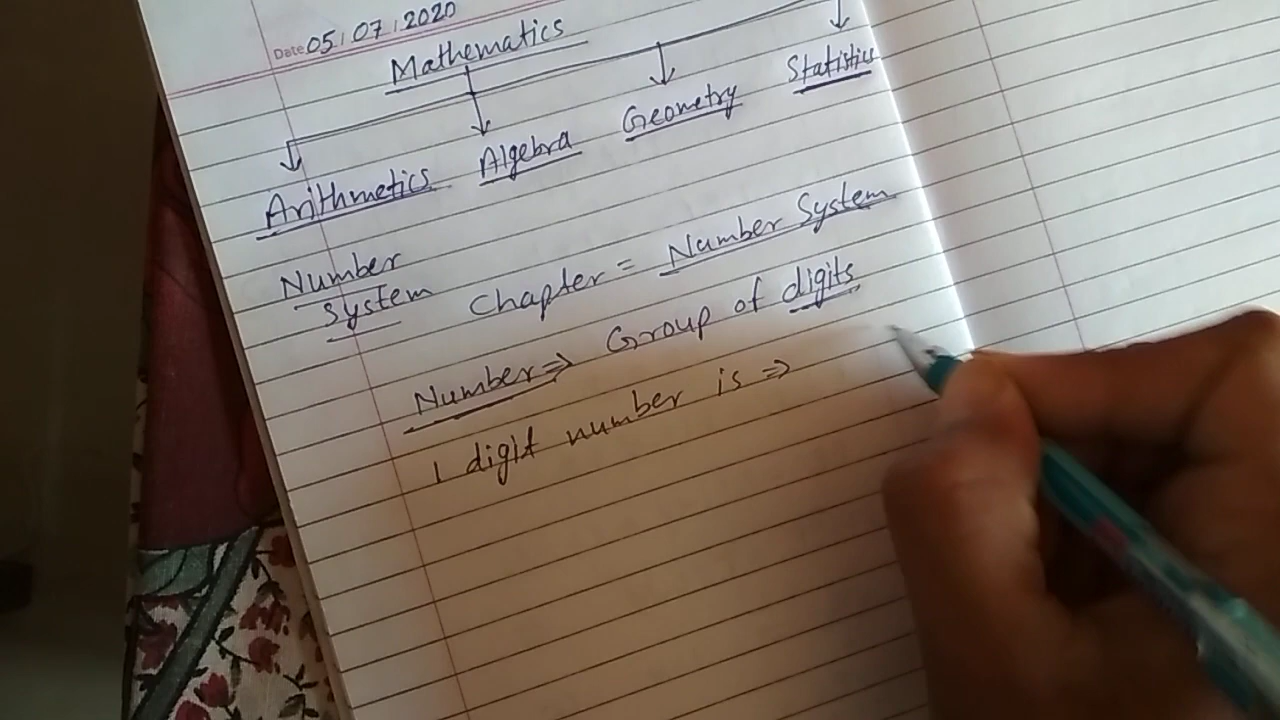 Date 05/07/2020
Mathematics
Arithmetics Algebra Geometry Statistics
Number
System
Chapter = Number System
Number ⇒ Group of digits
1 digit number is ⇒